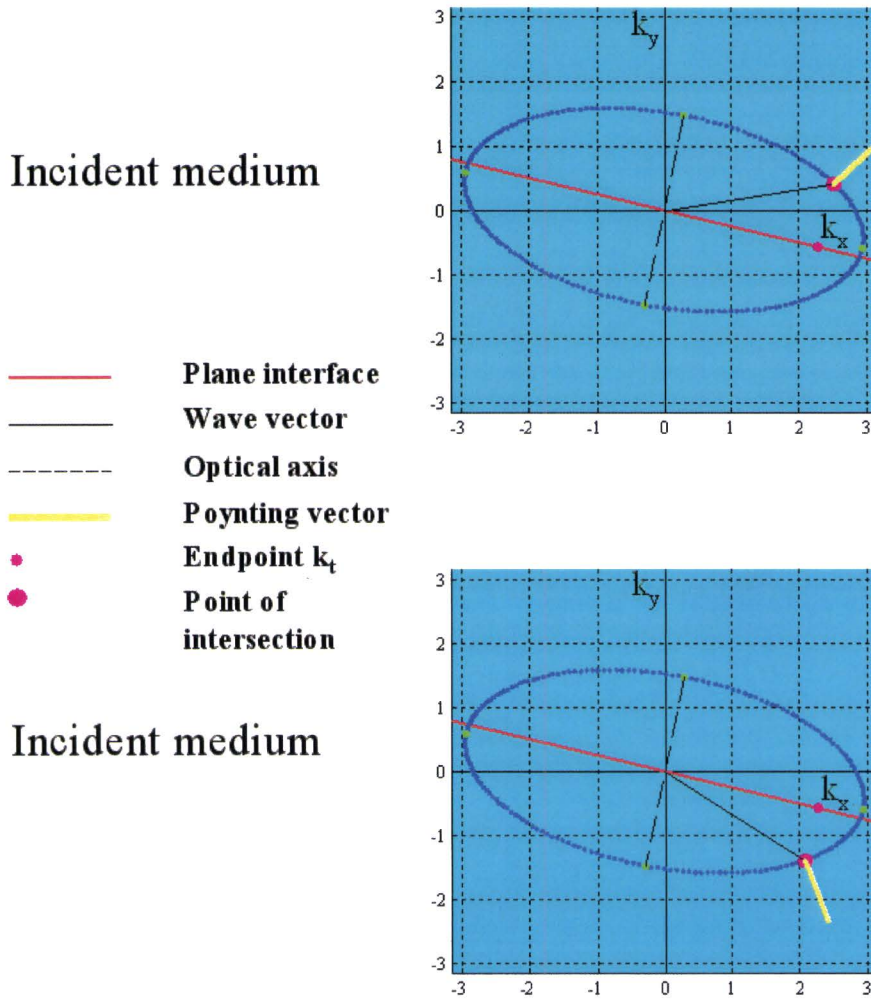 3
k_y
2
1
Incident medium
0
k_x
-1
-2
-3
-3 -2 -1 0 1 2 3
Plane interface
Wave vector
Optical axis
Poynting vector
Endpoint k_t
Point of
intersection
3
k_y
2
1
Incident medium
0
k_x
-1
-2
-3
-3 -2 -1 0 1 2 3